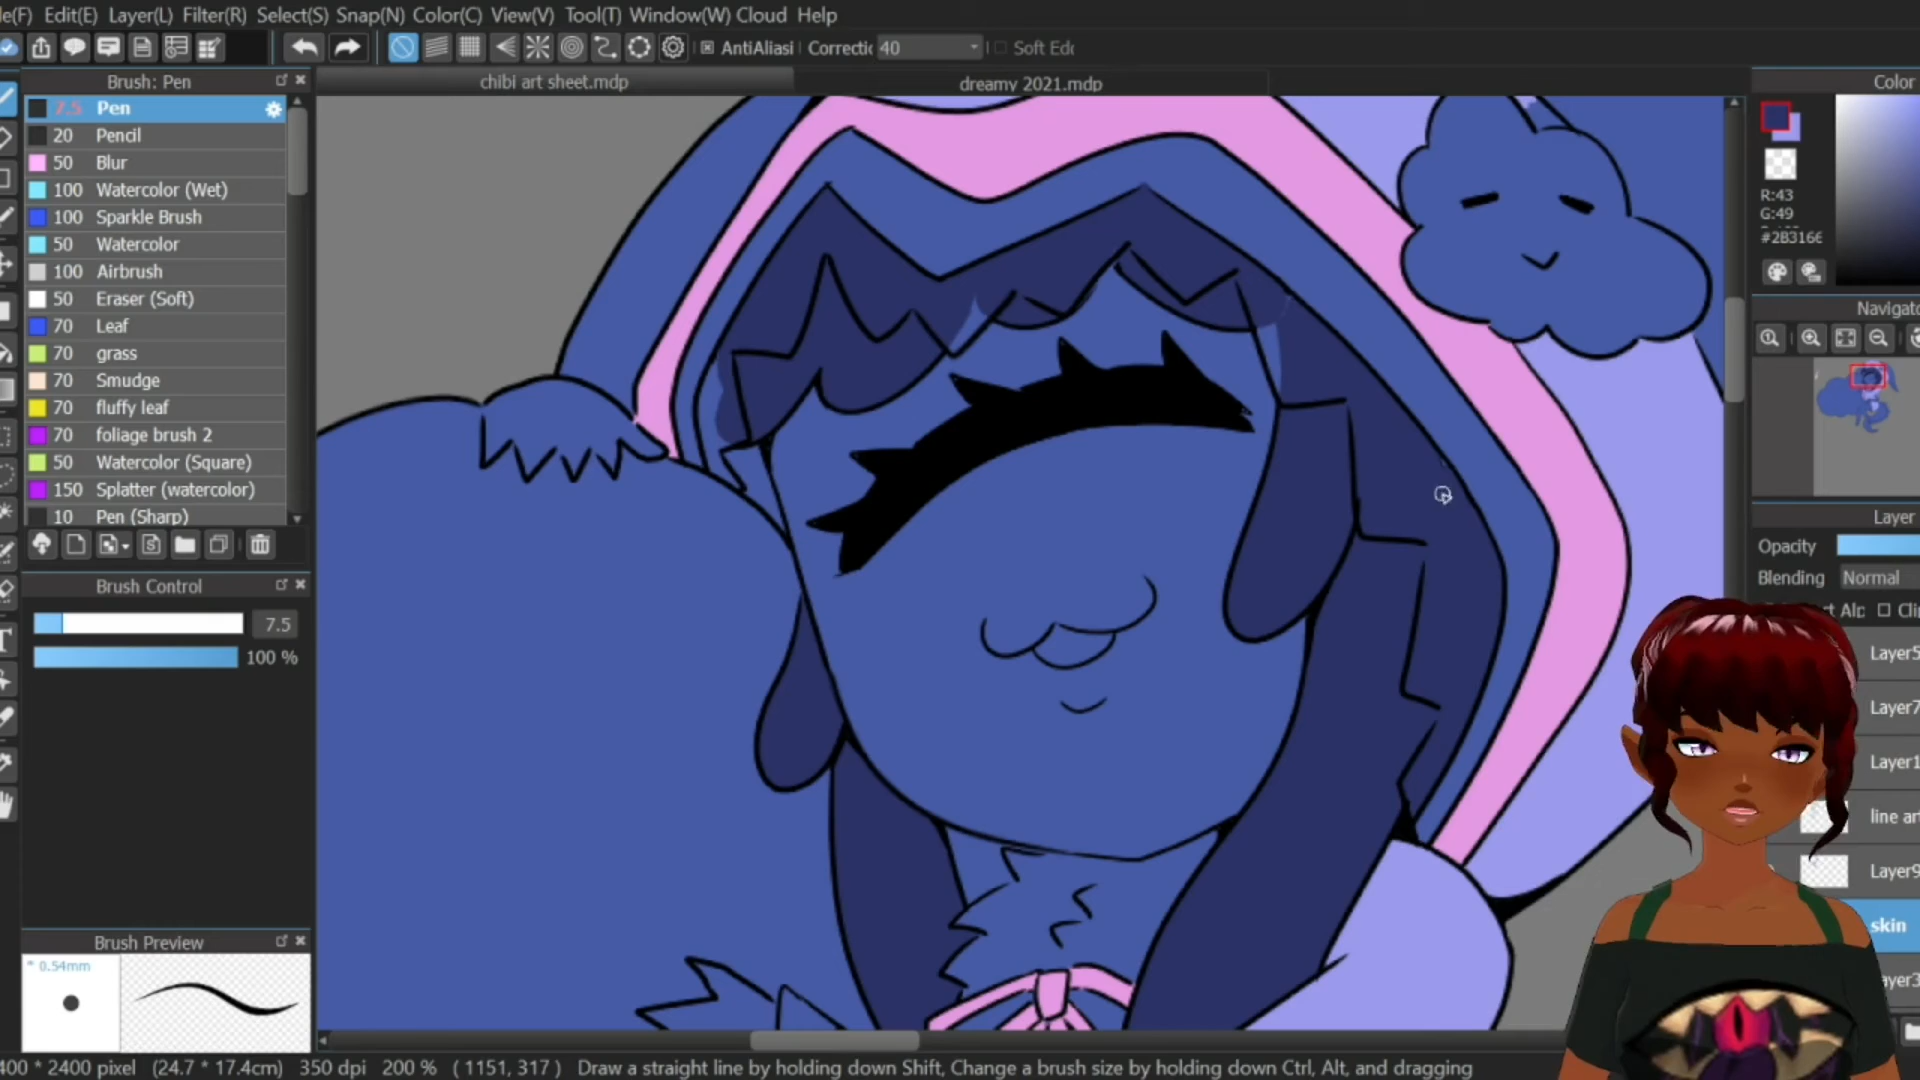 le(F) Edit(E) Layer(L) Filter(R) Select(S) Snap(N) Color(C) View(V) Tool(T) Window(W) Cloud Help
AntiAliasi Correctic 40 Soft Edg
Brush: Pen
chibi art sheet.mdp
dreamy 2021.mdp
Color
7.5 Pen
20 Pencil
50 Blur
100 Watercolor (Wet)
100 Sparkle Brush
50 Watercolor
100 Airbrush
50 Eraser (Soft)
70 Leaf
70 grass
70 Smudge
70 fluffy leaf
70 foliage brush 2
50 Watercolor (Square)
150 Splatter (watercolor)
10 Pen (Sharp)
R:43
G:49
#2B316
Navigato
Layer
Opacity
Blending Normal
Alp Cli
Layer5
Layer7
Layer1
line ar
Layer9
skin
ayer3
Brush Control
7.5
100 %
Brush Preview
* 0.54mm
400 * 2400 pixel (24.7 * 17.4cm) 350 dpi 200 % ( 1151, 317 ) Draw a straight line by holding down Shift, Change a brush size by holding down Ctrl, Alt, and dragging